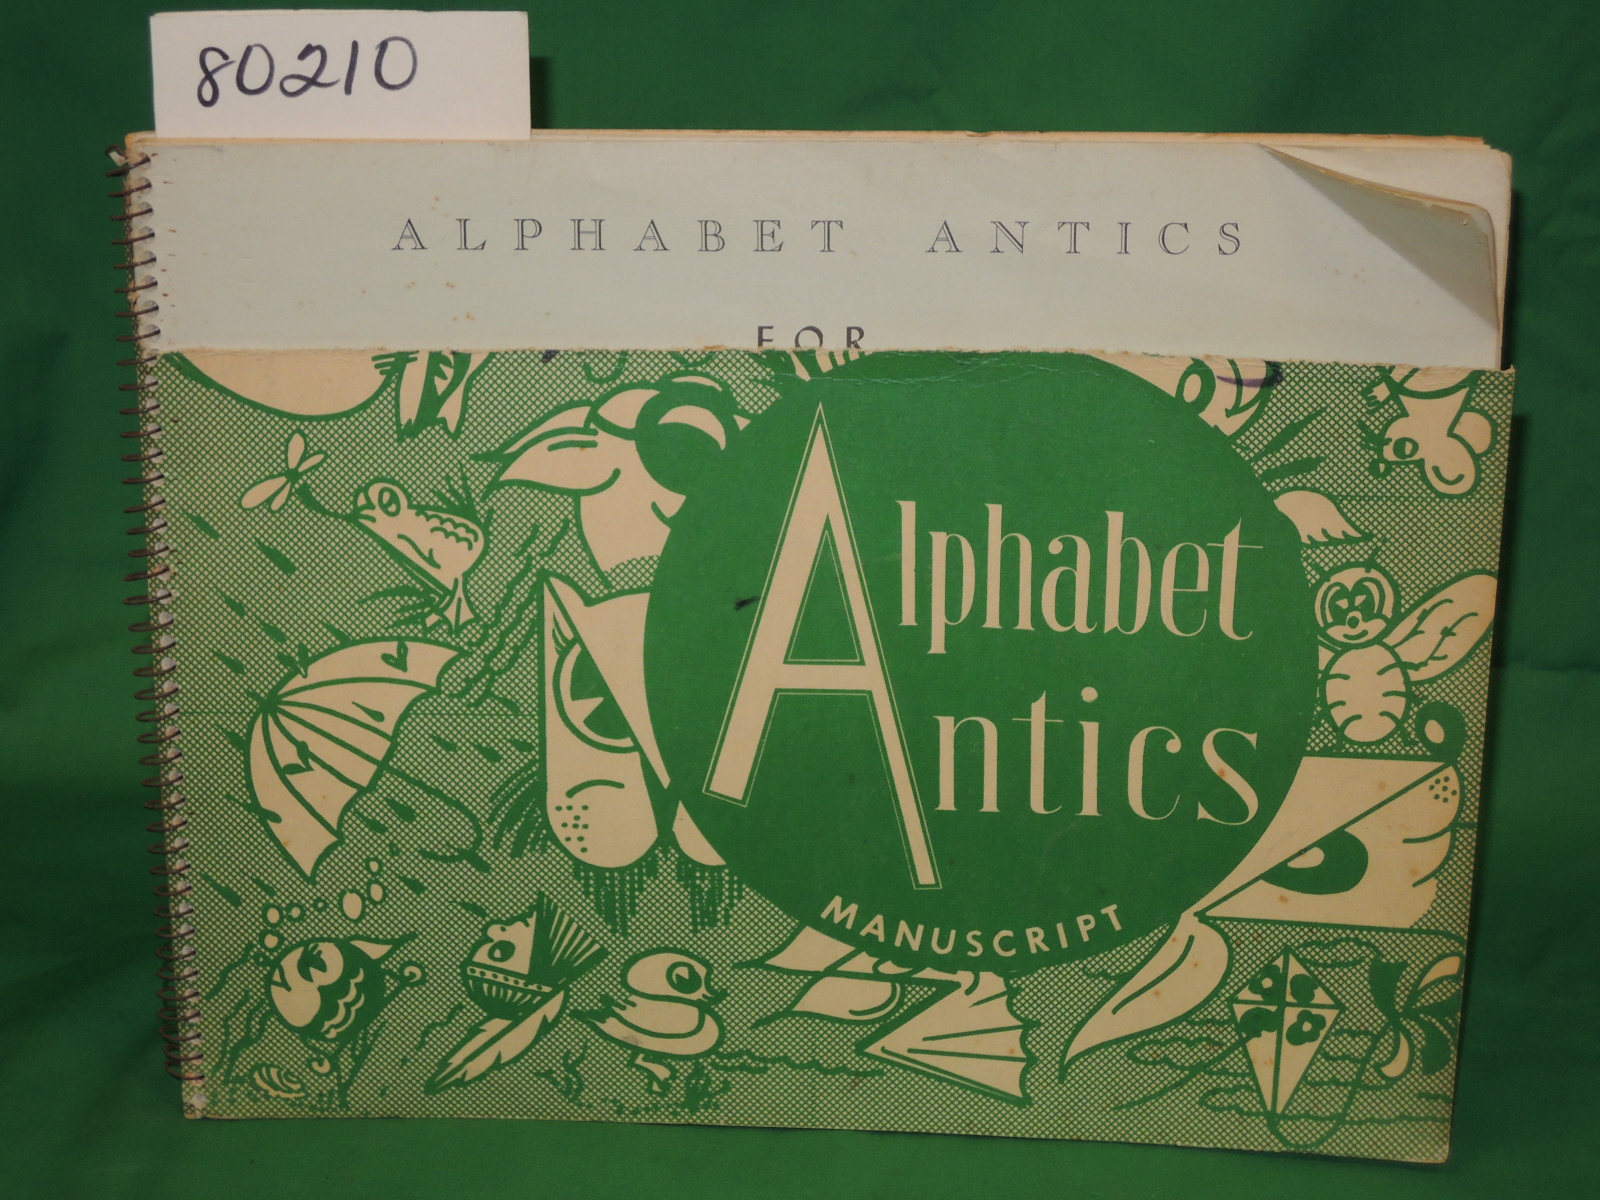 80210
ALPHABET ANTICS
FOR
Alphabet
Antics
MANUSCRIPT